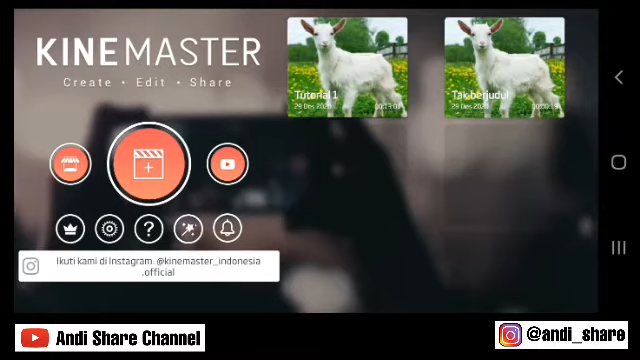 KINEMASTER
Create • Edit • Share
Tutorial 1
29 Des 2020
Tak berjudul
29 Des 2020
?
Ikuti kami di Instagram. @kinemaster_indonesia
.official
Andi Share Channel
@andi_share